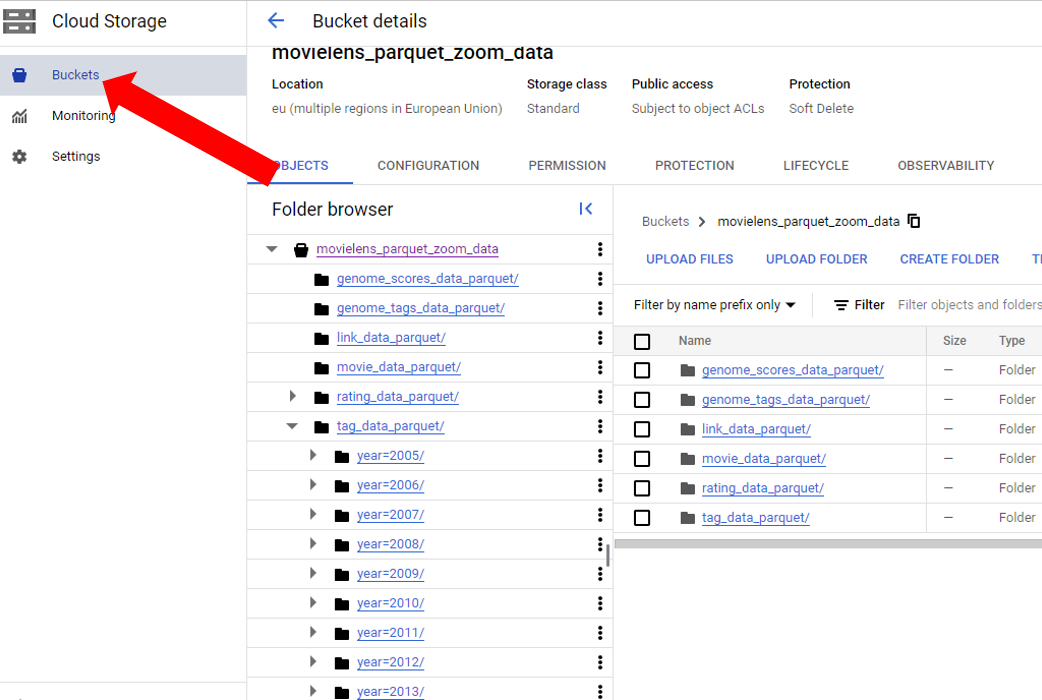 Cloud Storage
Bucket details
Buckets
Monitoring
Settings
movielens_parquet_zoom_data
Location
Storage class
Public access
Protection
eu (multiple regions in European Union)
Standard
Subject to object ACLs
Soft Delete
OBJECTS
CONFIGURATION
PERMISSION
PROTECTION
LIFECYCLE
OBSERVABILITY
Folder browser
movielens_parquet_zoom_data
genome_scores_data_parquet/
genome_tags_data_parquet/
link_data_parquet/
movie_data_parquet/
rating_data_parquet/
tag_data_parquet/
year=2005/
year=2006/
year=2007/
year=2008/
year=2009/
year=2010/
year=2011/
year=2012/
year=2013/
Buckets > movielens_parquet_zoom_data
UPLOAD FILES
UPLOAD FOLDER
CREATE FOLDER
Filter by name prefix only
Filter
Filter objects and folders
Name
Size
Type
genome_scores_data_parquet/ — Folder
genome_tags_data_parquet/ — Folder
link_data_parquet/ — Folder
movie_data_parquet/ — Folder
rating_data_parquet/ — Folder
tag_data_parquet/ — Folder